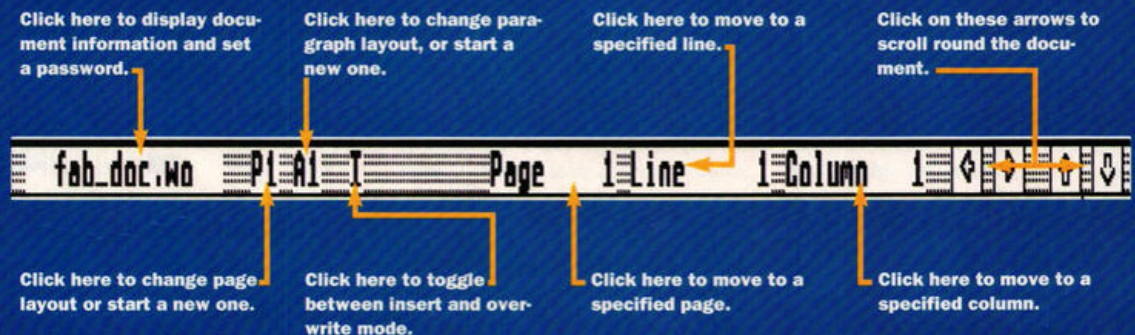 Click here to display docu-
ment information and set
a password.
Click here to change para-
graph layout, or start a
new one.
Click here to move to a
specified line.
Click on these arrows to
scroll round the docu-
ment.
fab_doc.wo P1 A1 I Page 1 Line 1 Column 1
Click here to change page
layout or start a new one.
Click here to toggle
between insert and over-
write mode.
Click here to move to a
specified page.
Click here to move to a
specified column.